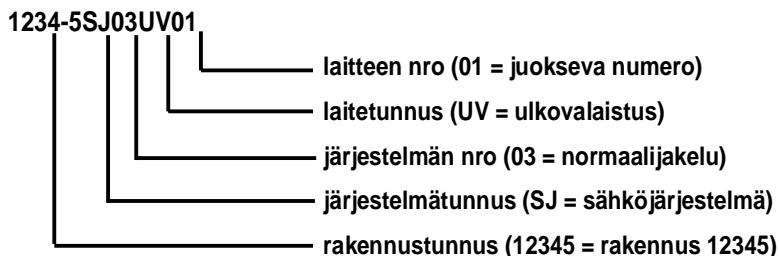 1234-5SJ03UV01
laitteen nro (01 = juokseva numero)
laitetunnus (UV = ulkovalaistus)
järjestelmän nro (03 = normaalijakelu)
järjestelmätunnus (SJ = sähköjärjestelmä)
rakennustunnus (12345 = rakennus 12345)